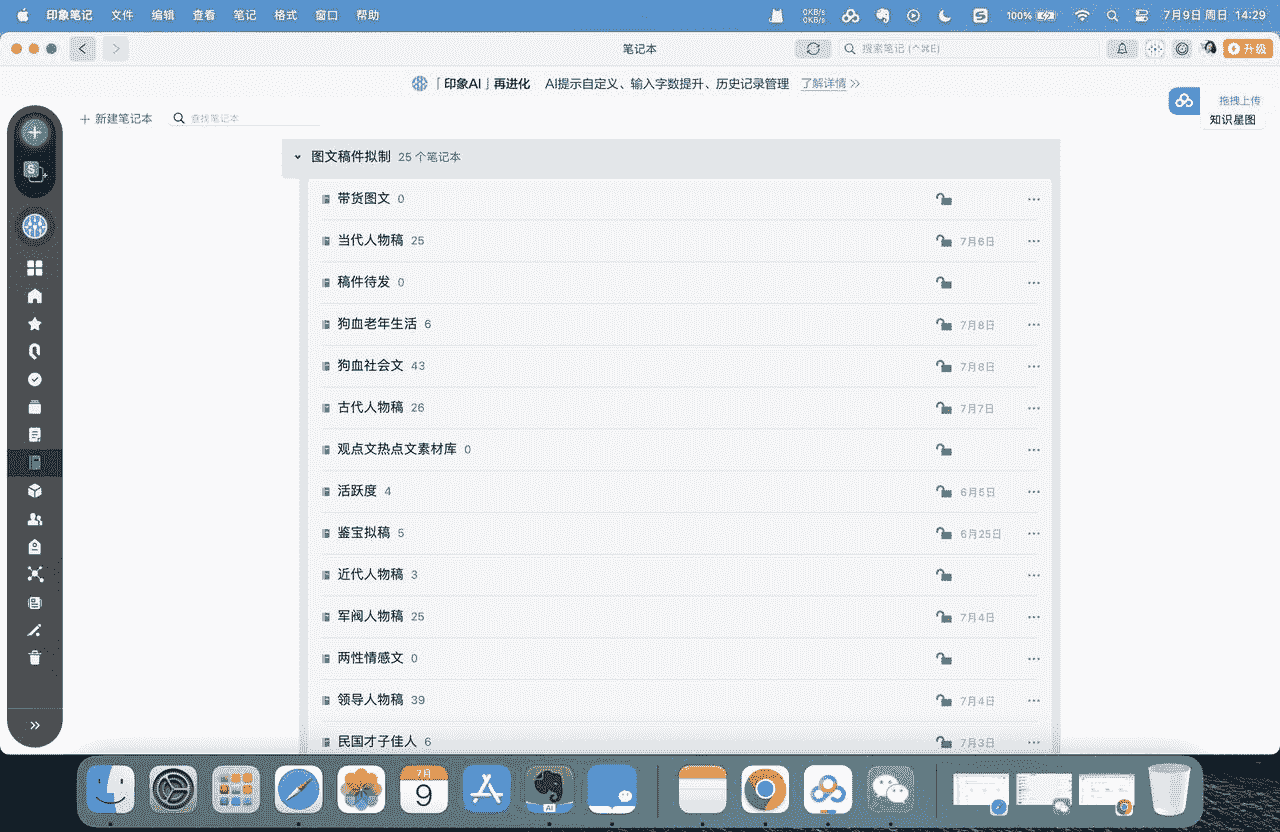 印象笔记 文件 编辑 查看 笔记 格式 窗口 帮助 0KB/s 0KB/s 100% 7月9日 周日 14:29
笔记本 搜索笔记 (^⌘E) 升级
「印象AI」再进化 AI提示自定义、输入字数提升、历史记录管理 了解详情 >>
拖拽上传
知识星图
+ 新建笔记本 查找笔记本
图文稿件拟制 25 个笔记本
带货图文 0
当代人物稿 25 7月6日
稿件待发 0
狗血老年生活 6 7月8日
狗血社会文 43 7月8日
古代人物稿 26 7月7日
观点文热点文素材库 0
活跃度 4 6月5日
鉴宝拟稿 5 6月25日
近代人物稿 3
军阀人物稿 25 7月4日
两性情感文 0
领导人物稿 39 7月4日
民国才子佳人 6 7月3日
7月
9
AI